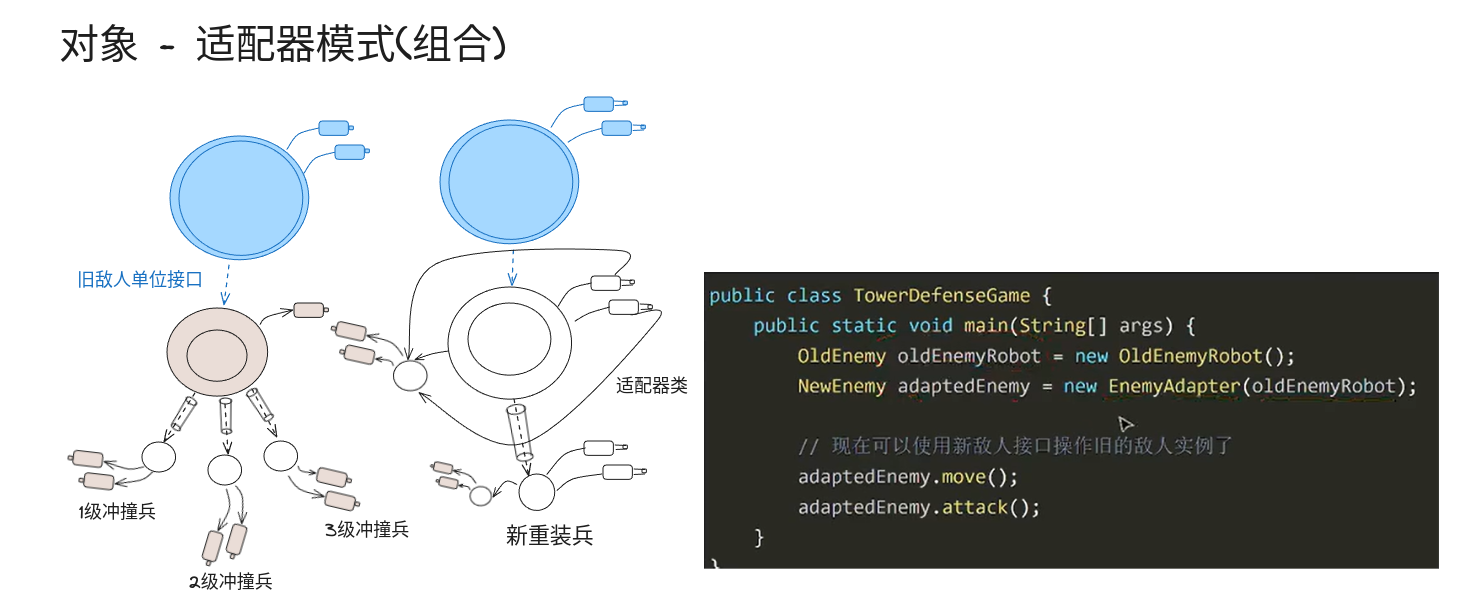 对象 - 适配器模式(组合)
旧敌人单位接口
适配器类
1级冲撞兵
3级冲撞兵
2级冲撞兵
新重装兵
public class TowerDefenseGame {
public static void main(String[] args) {
OldEnemy oldEnemyRobot = new OldEnemyRobot();
NewEnemy adaptedEnemy = new EnemyAdapter(oldEnemyRobot);
// 现在可以使用新敌人接口操作旧的敌人实例了
adaptedEnemy.move();
adaptedEnemy.attack();
}
}